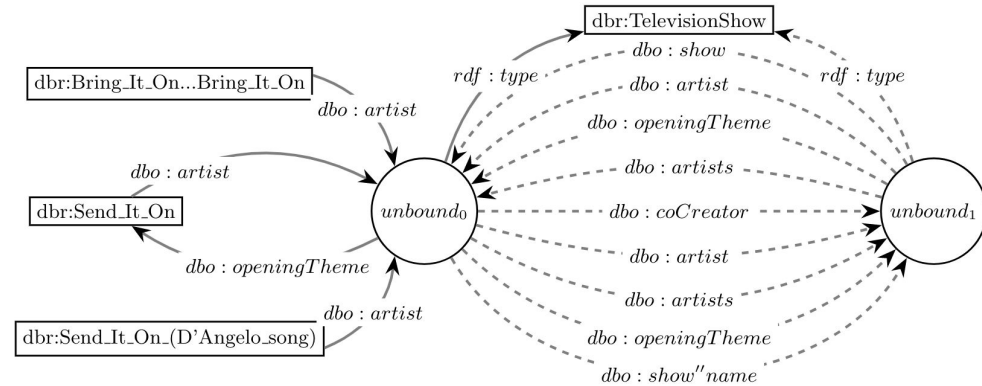 dbr:TelevisionShow
dbo : show
rdf : type
rdf : type
dbr:Bring_It_On...Bring_It_On
dbo : artist
dbo : artist
dbo : openingTheme
dbo : artist
dbo : artists
dbr:Send_It_On
unbound0
dbo : coCreator
unbound1
dbo : openingTheme
dbo : artist
dbo : artists
dbo : artist
dbr:Send_It_On_(D'Angelo_song)
dbo : openingTheme
dbo : show''name